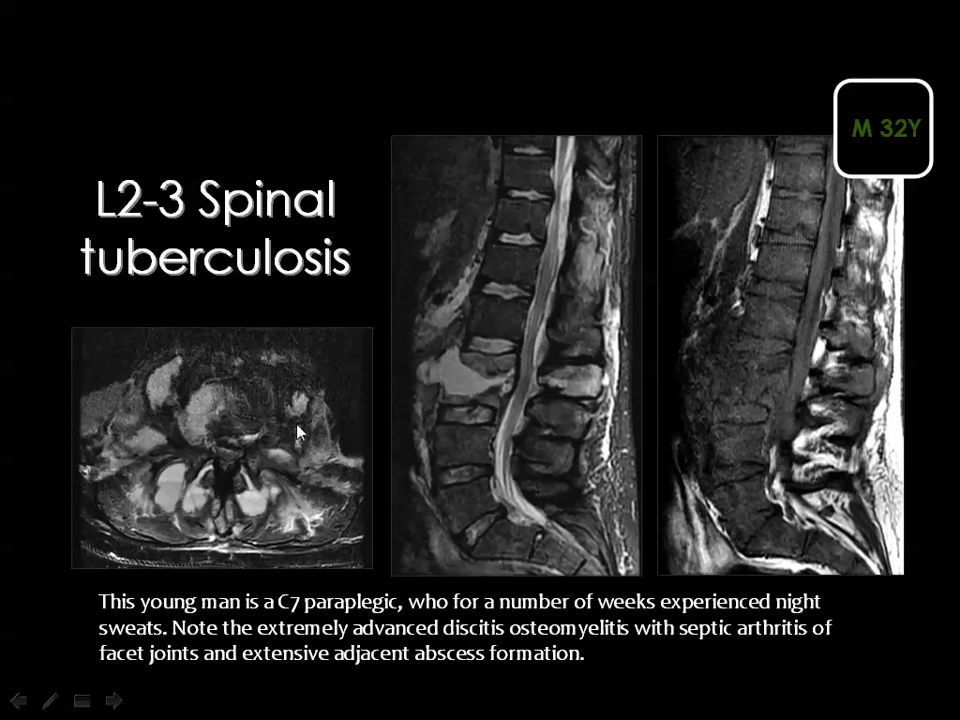 M 32Y
L2-3 Spinal
tuberculosis
This young man is a C7 paraplegic, who for a number of weeks experienced night
sweats. Note the extremely advanced discitis osteomyelitis with septic arthritis of
facet joints and extensive adjacent abscess formation.